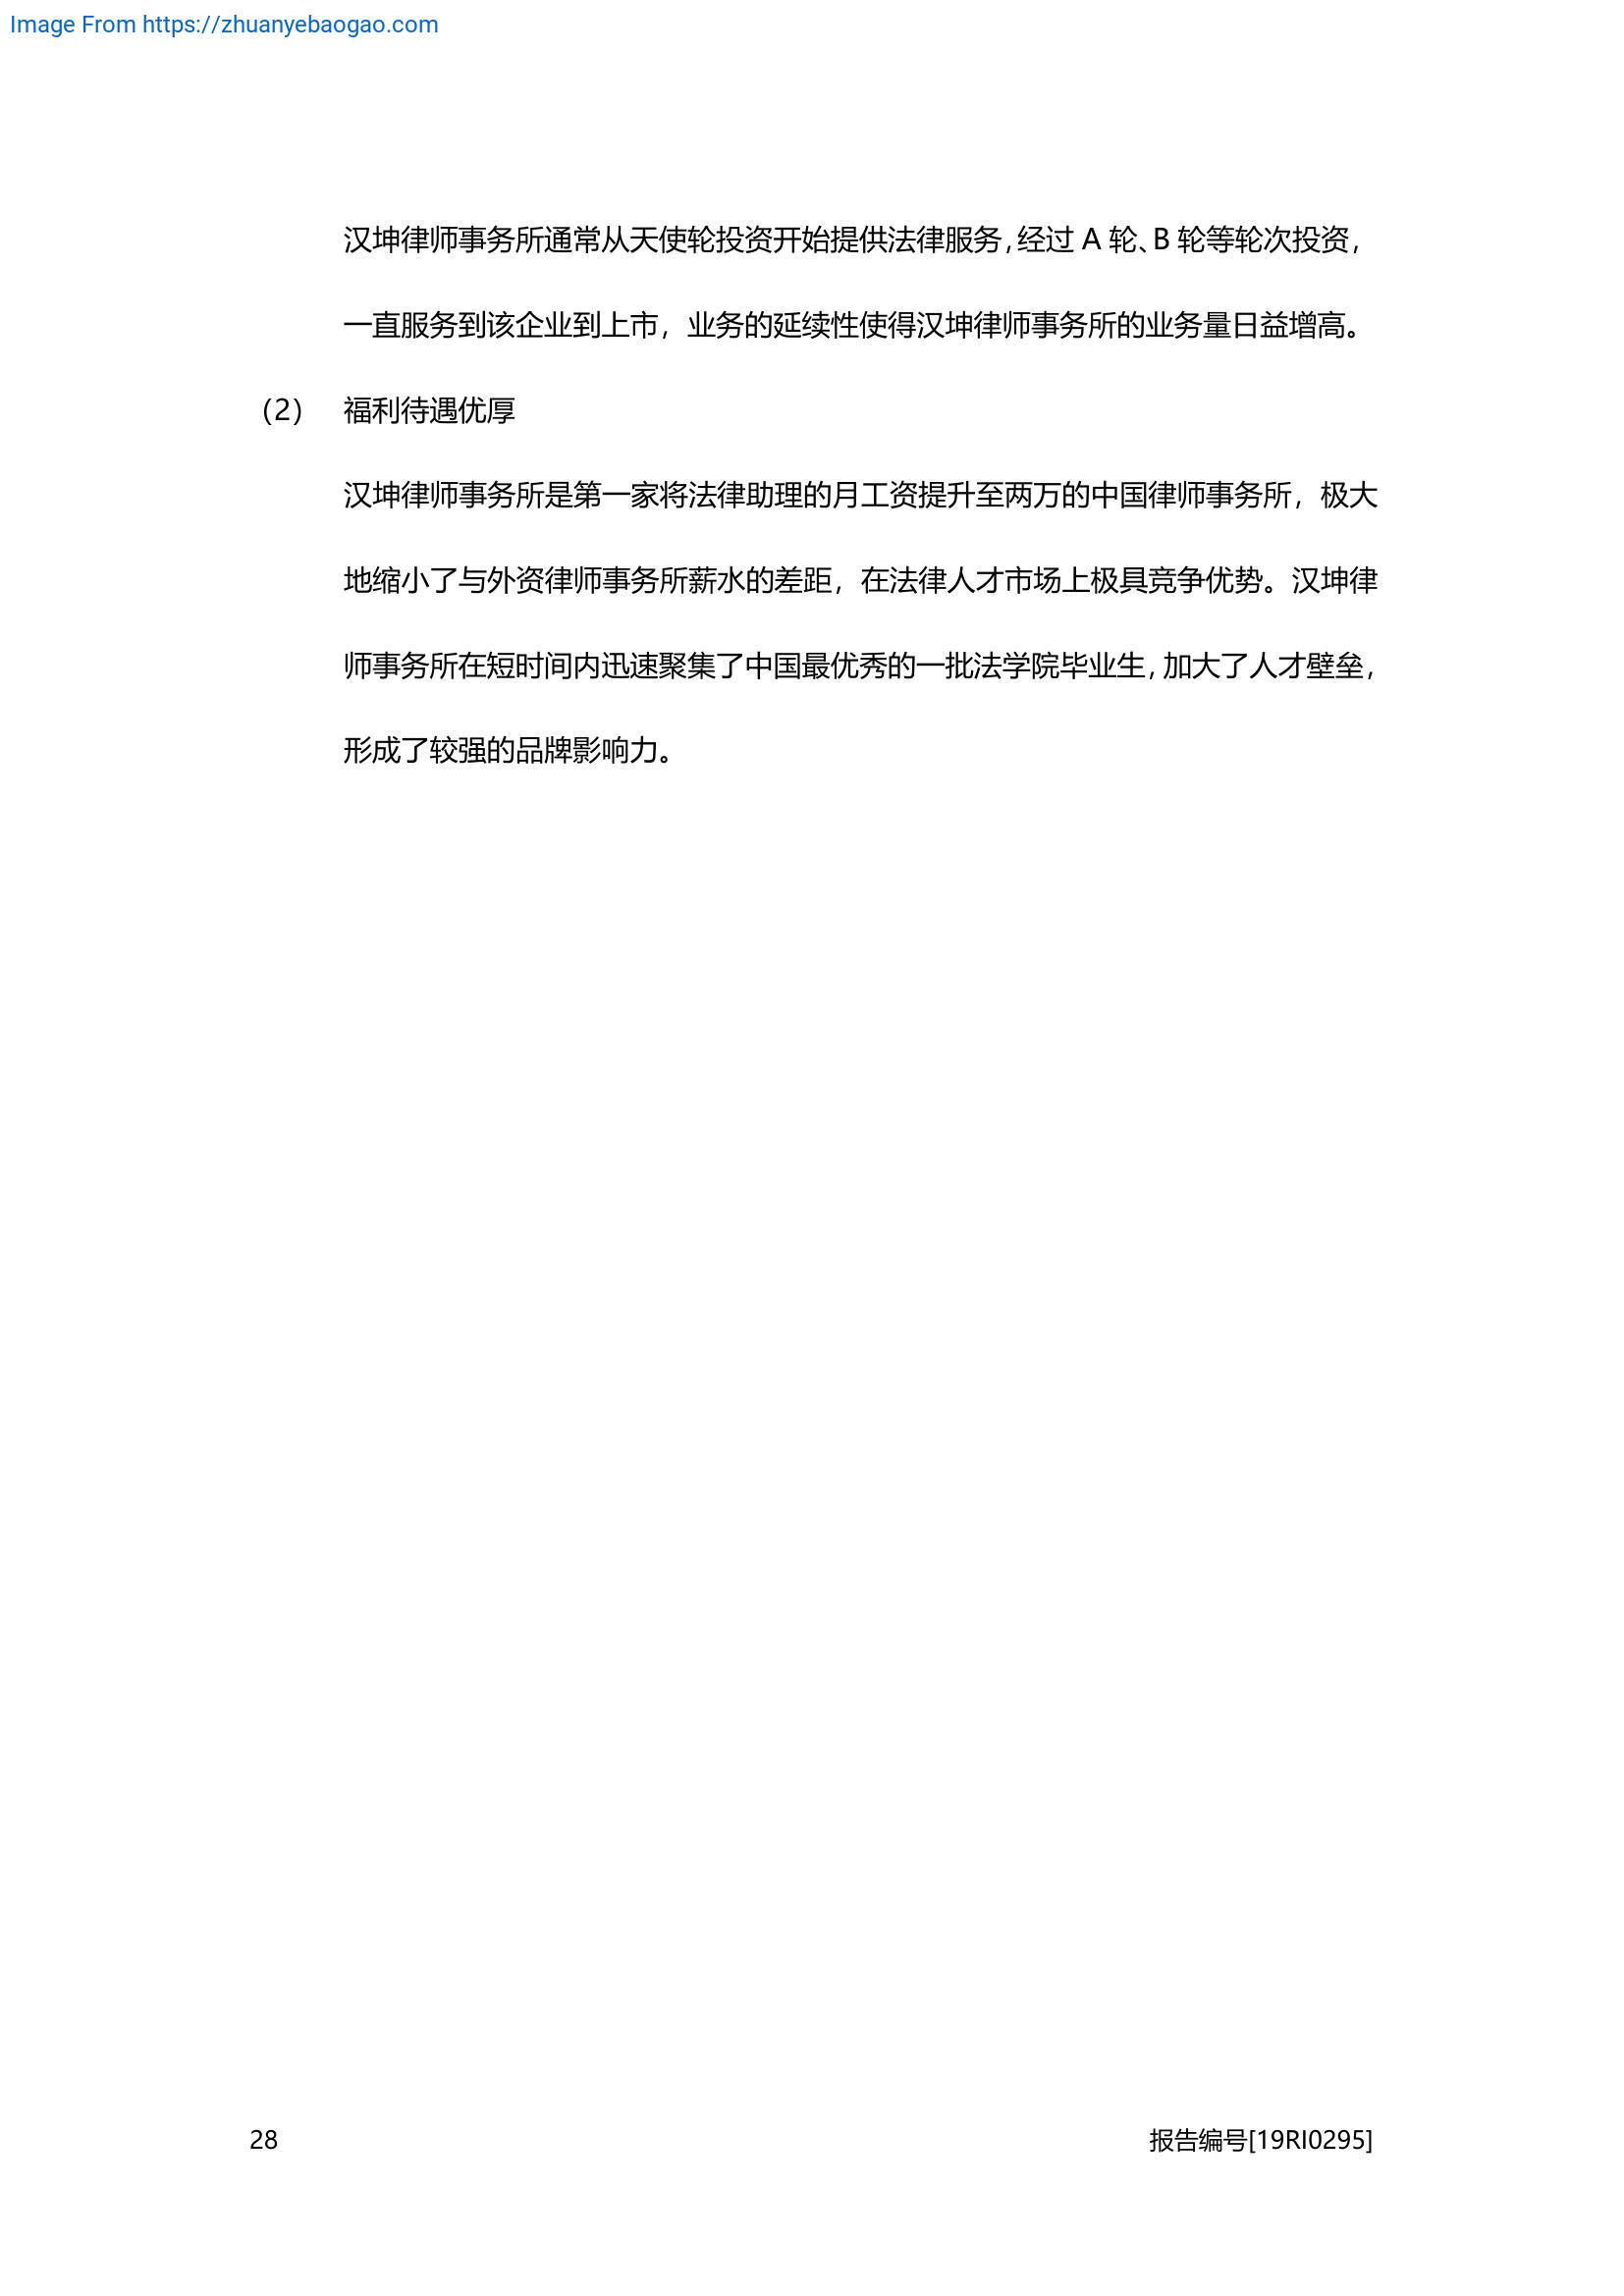 Image From https://zhuanyebaogao.com
汉坤律师事务所通常从天使轮投资开始提供法律服务，经过 A 轮、B 轮等轮次投资，
一直服务到该企业到上市，业务的延续性使得汉坤律师事务所的业务量日益增高。
（2） 福利待遇优厚
汉坤律师事务所是第一家将法律助理的月工资提升至两万的中国律师事务所，极大
地缩小了与外资律师事务所薪水的差距，在法律人才市场上极具竞争优势。汉坤律
师事务所在短时间内迅速聚集了中国最优秀的一批法学院毕业生，加大了人才壁垒，
形成了较强的品牌影响力。
28 报告编号[19RI0295]